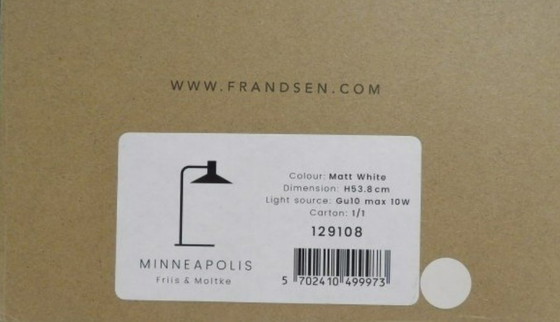 WWW.FRANDSEN.COM
Colour: Matt White
Dimension: H53.8cm
Light source: Gu10 max 10W
Carton: 1/1
129108
5 702410 499973
MINNEAPOLIS
Friis & Moltke